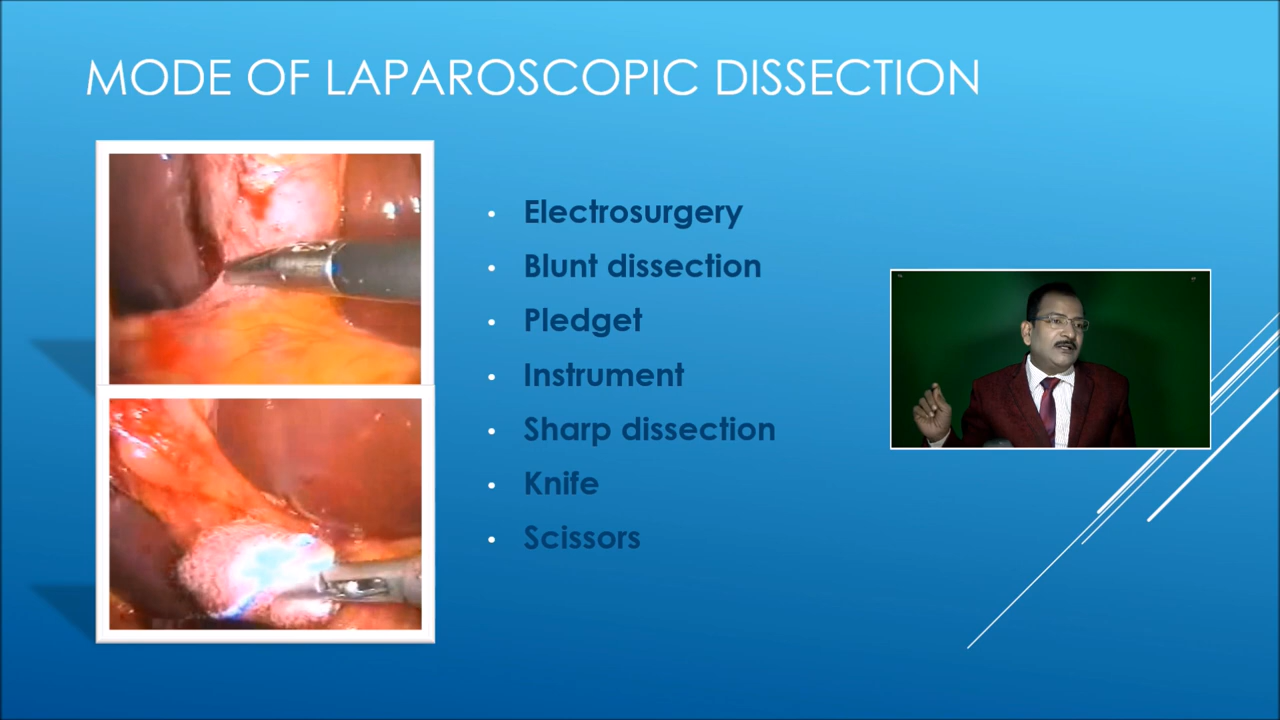 MODE OF LAPAROSCOPIC DISSECTION
Electrosurgery
Blunt dissection
Pledget
Instrument
Sharp dissection
Knife
Scissors